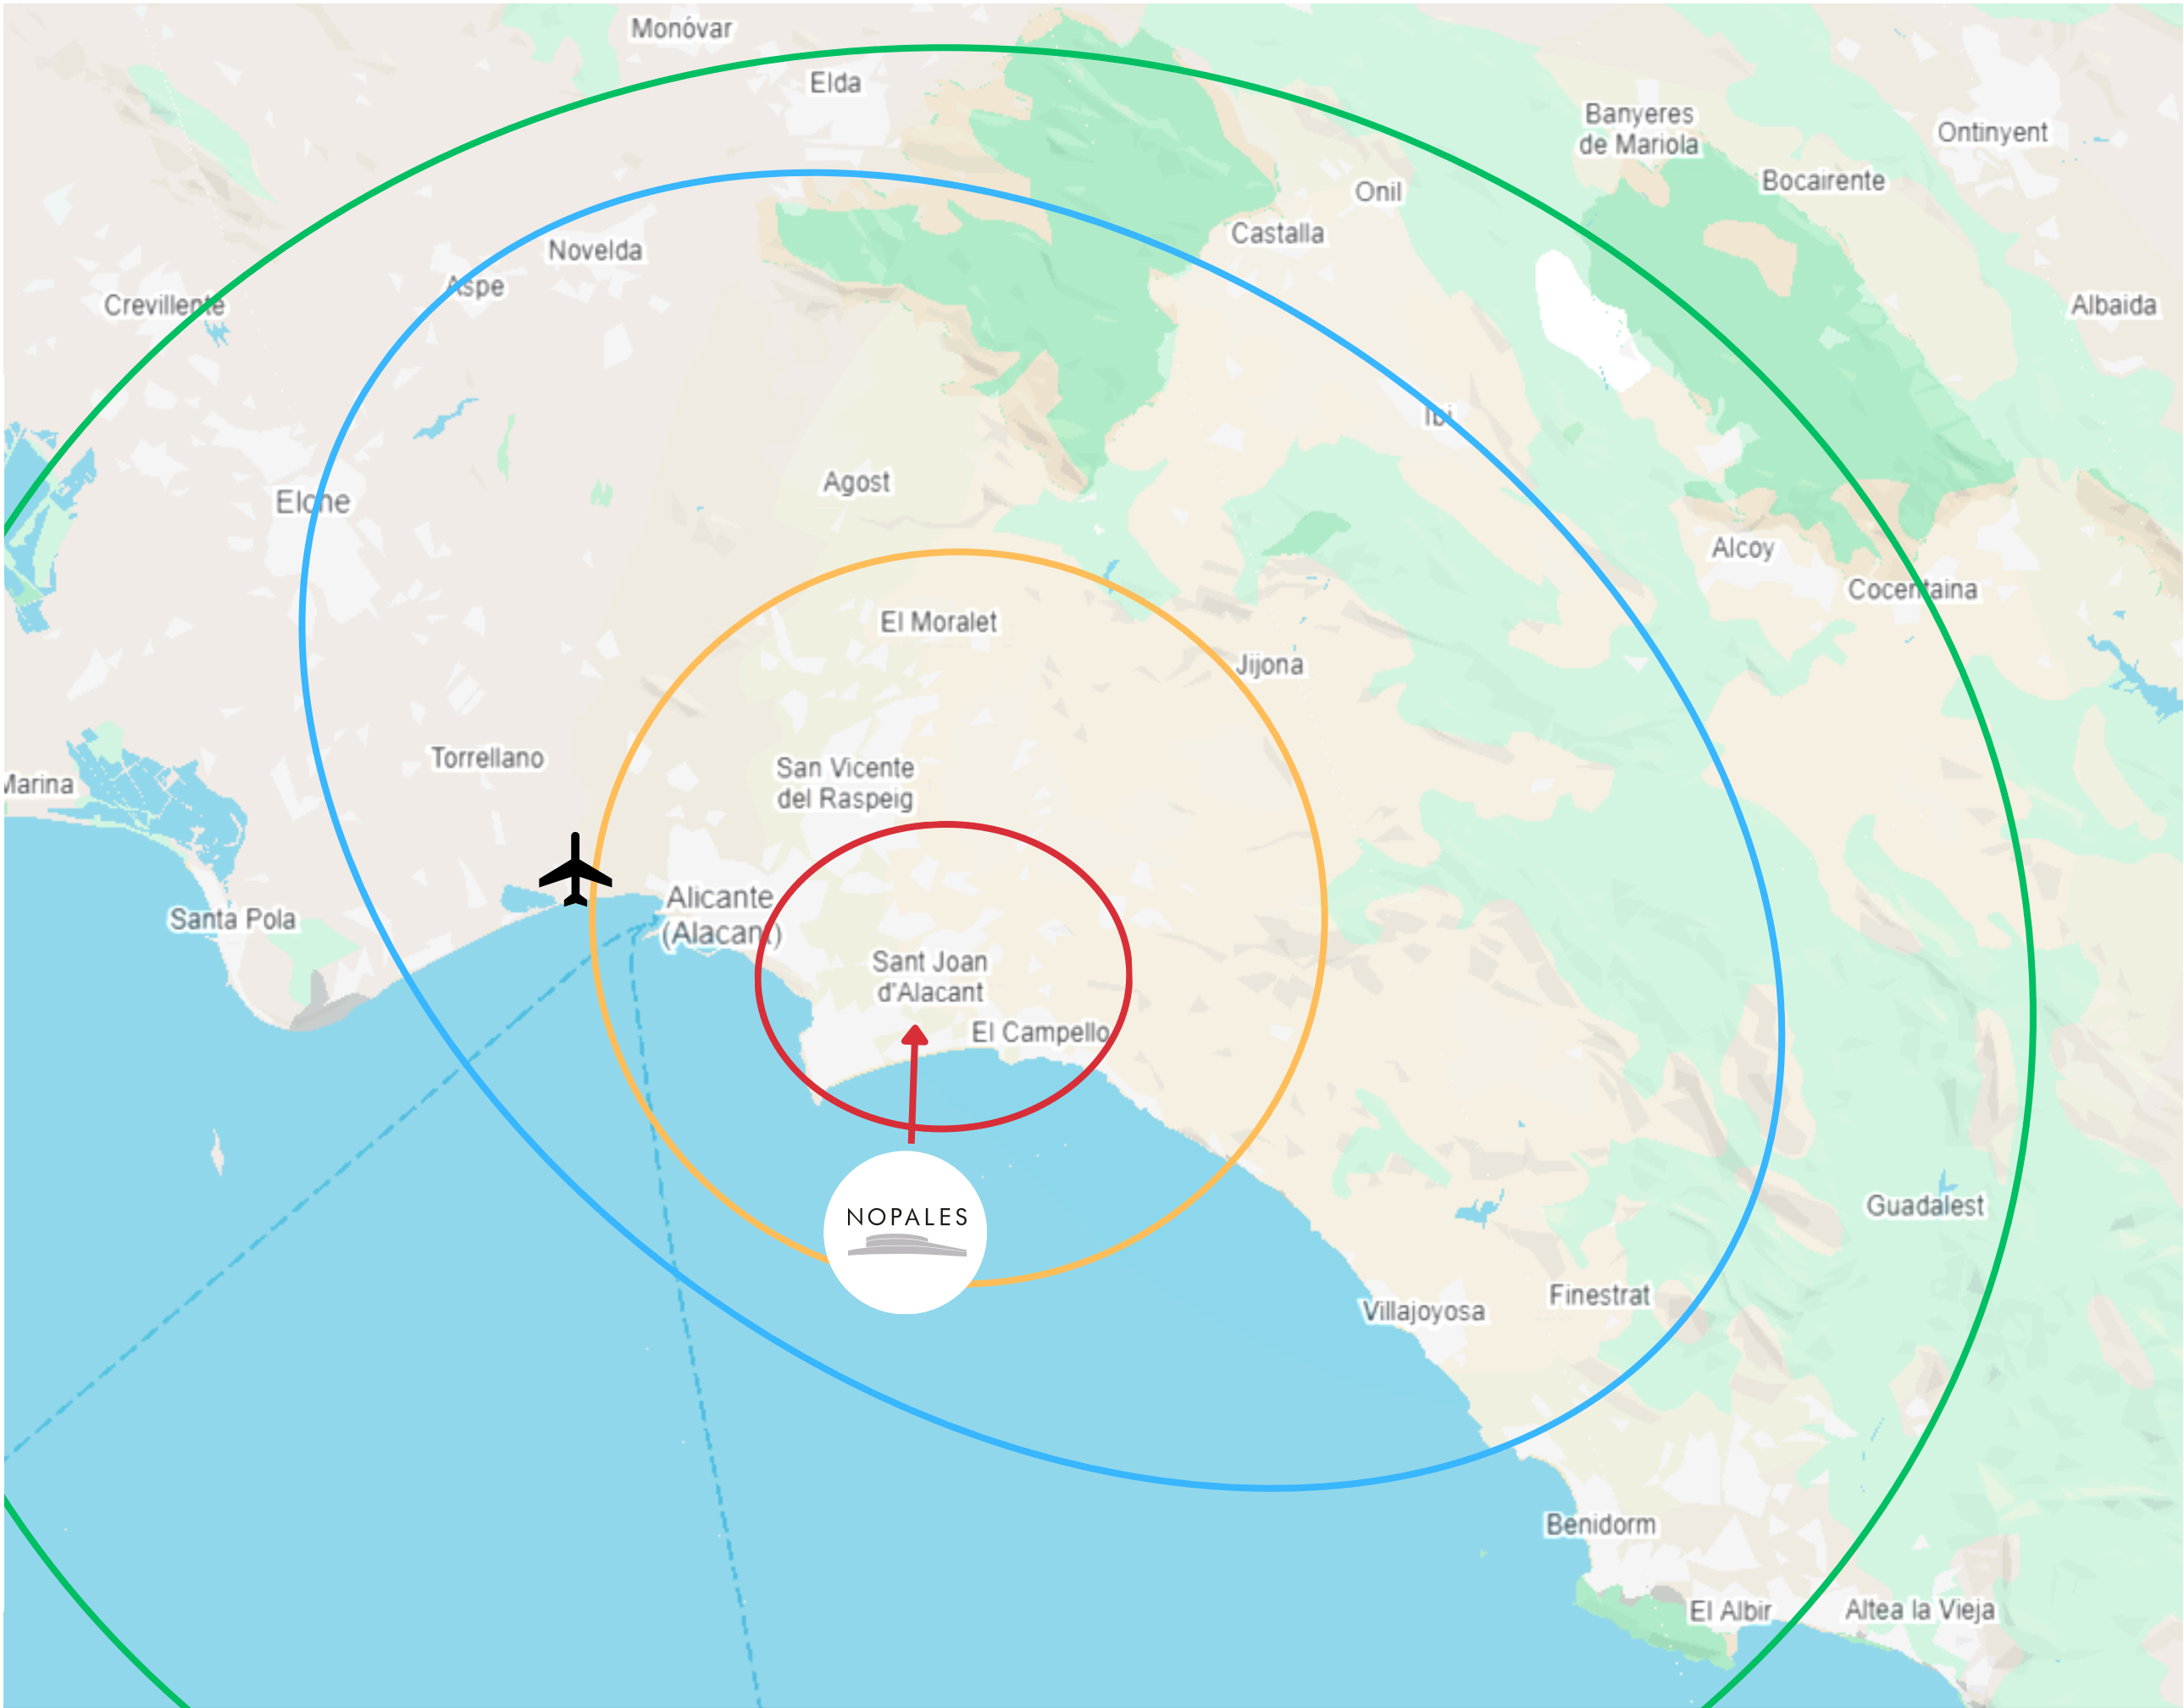 Monóvar
Elda
Banyeres
de Mariola
Ontinyent
Bocairente
Onil
Castalla
Novelda
Aspe
Crevillente
Albaida
Ibi
Agost
Elche
Alcoy
Cocentaina
El Moralet
Jijona
Torrellano
San Vicente
del Raspeig
Marina
Alicante
(Alacant)
Santa Pola
Sant Joan
d'Alacant
El Campello
NOPALES
Guadalest
Finestrat
Villajoyosa
Benidorm
El Albir
Altea la Vieja